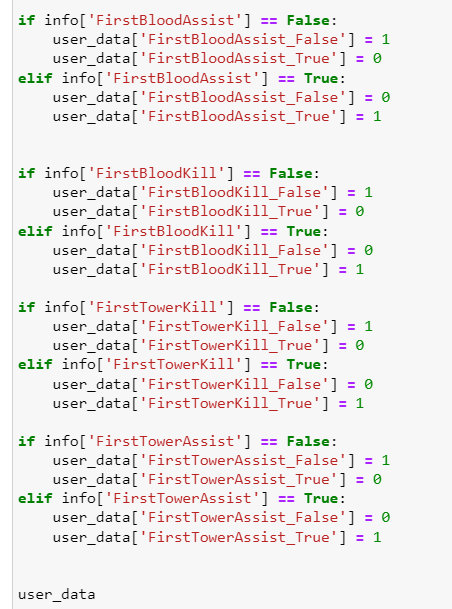 if info['FirstBloodAssist'] == False:
    user_data['FirstBloodAssist_False'] = 1
    user_data['FirstBloodAssist_True'] = 0
elif info['FirstBloodAssist'] == True:
    user_data['FirstBloodAssist_False'] = 0
    user_data['FirstBloodAssist_True'] = 1

if info['FirstBloodKill'] == False:
    user_data['FirstBloodKill_False'] = 1
    user_data['FirstBloodKill_True'] = 0
elif info['FirstBloodKill'] == True:
    user_data['FirstBloodKill_False'] = 0
    user_data['FirstBloodKill_True'] = 1

if info['FirstTowerKill'] == False:
    user_data['FirstTowerKill_False'] = 1
    user_data['FirstTowerKill_True'] = 0
elif info['FirstTowerKill'] == True:
    user_data['FirstTowerKill_False'] = 0
    user_data['FirstTowerKill_True'] = 1

if info['FirstTowerAssist'] == False:
    user_data['FirstTowerAssist_False'] = 1
    user_data['FirstTowerAssist_True'] = 0
elif info['FirstTowerAssist'] == True:
    user_data['FirstTowerAssist_False'] = 0
    user_data['FirstTowerAssist_True'] = 1

user_data